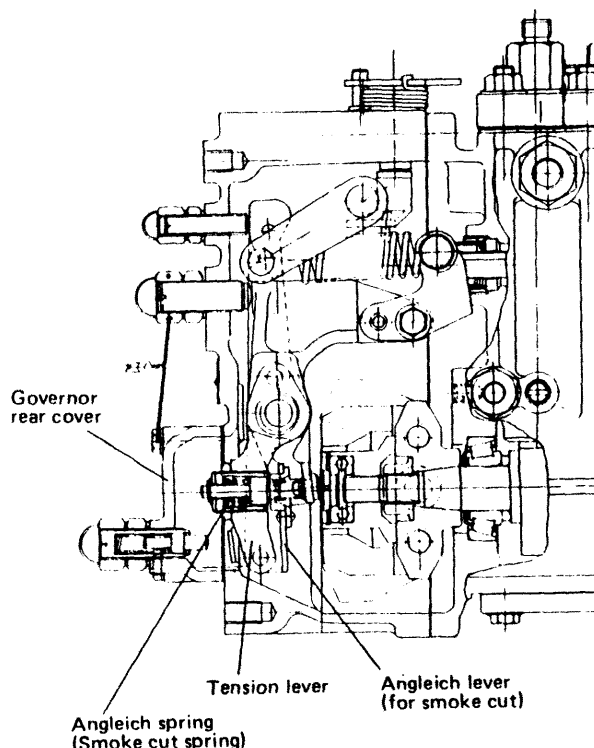 Governor
rear cover
Tension lever
Angleich lever
(for smoke cut)
Angleich spring
(Smoke cut spring)